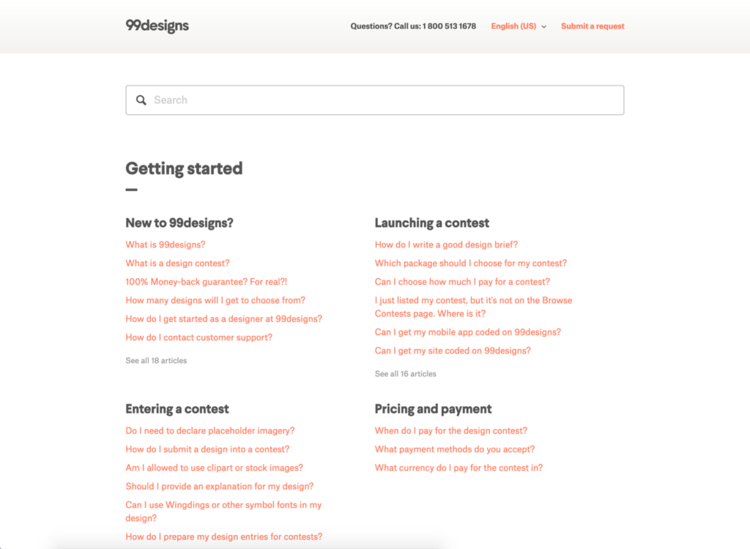 99designs
Questions? Call us: 1 800 513 1678
English (US)
Submit a request
Search
Getting started
New to 99designs?
What is 99designs?
What is a design contest?
100% Money-back guarantee? For real?!
How many designs will I get to choose from?
How do I get started as a designer at 99designs?
How do I contact customer support?
See all 18 articles
Launching a contest
How do I write a good design brief?
Which package should I choose for my contest?
Can I choose how much I pay for a contest?
I just listed my contest, but it's not on the Browse
Contests page. Where is it?
Can I get my mobile app coded on 99designs?
Can I get my site coded on 99designs?
See all 16 articles
Entering a contest
Do I need to declare placeholder imagery?
How do I submit a design into a contest?
Am I allowed to use clipart or stock images?
Should I provide an explanation for my design?
Can I use Wingdings or other symbol fonts in my
design?
How do I prepare my design entries for contests?
Pricing and payment
When do I pay for the design contest?
What payment methods do you accept?
What currency do I pay for the contest in?